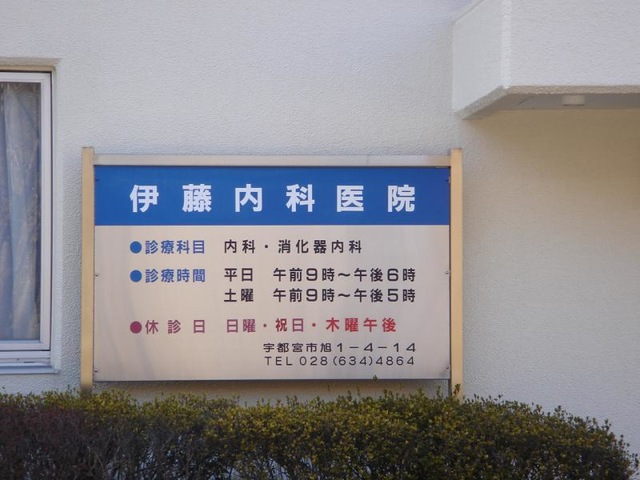 伊藤内科医院
●診療科目 内科・消化器内科
●診療時間 平日 午前9時～午後6時
土曜 午前9時～午後5時
●休診日 日曜・祝日・木曜午後
宇都宮市旭1-4-14
TEL 028(634)4864